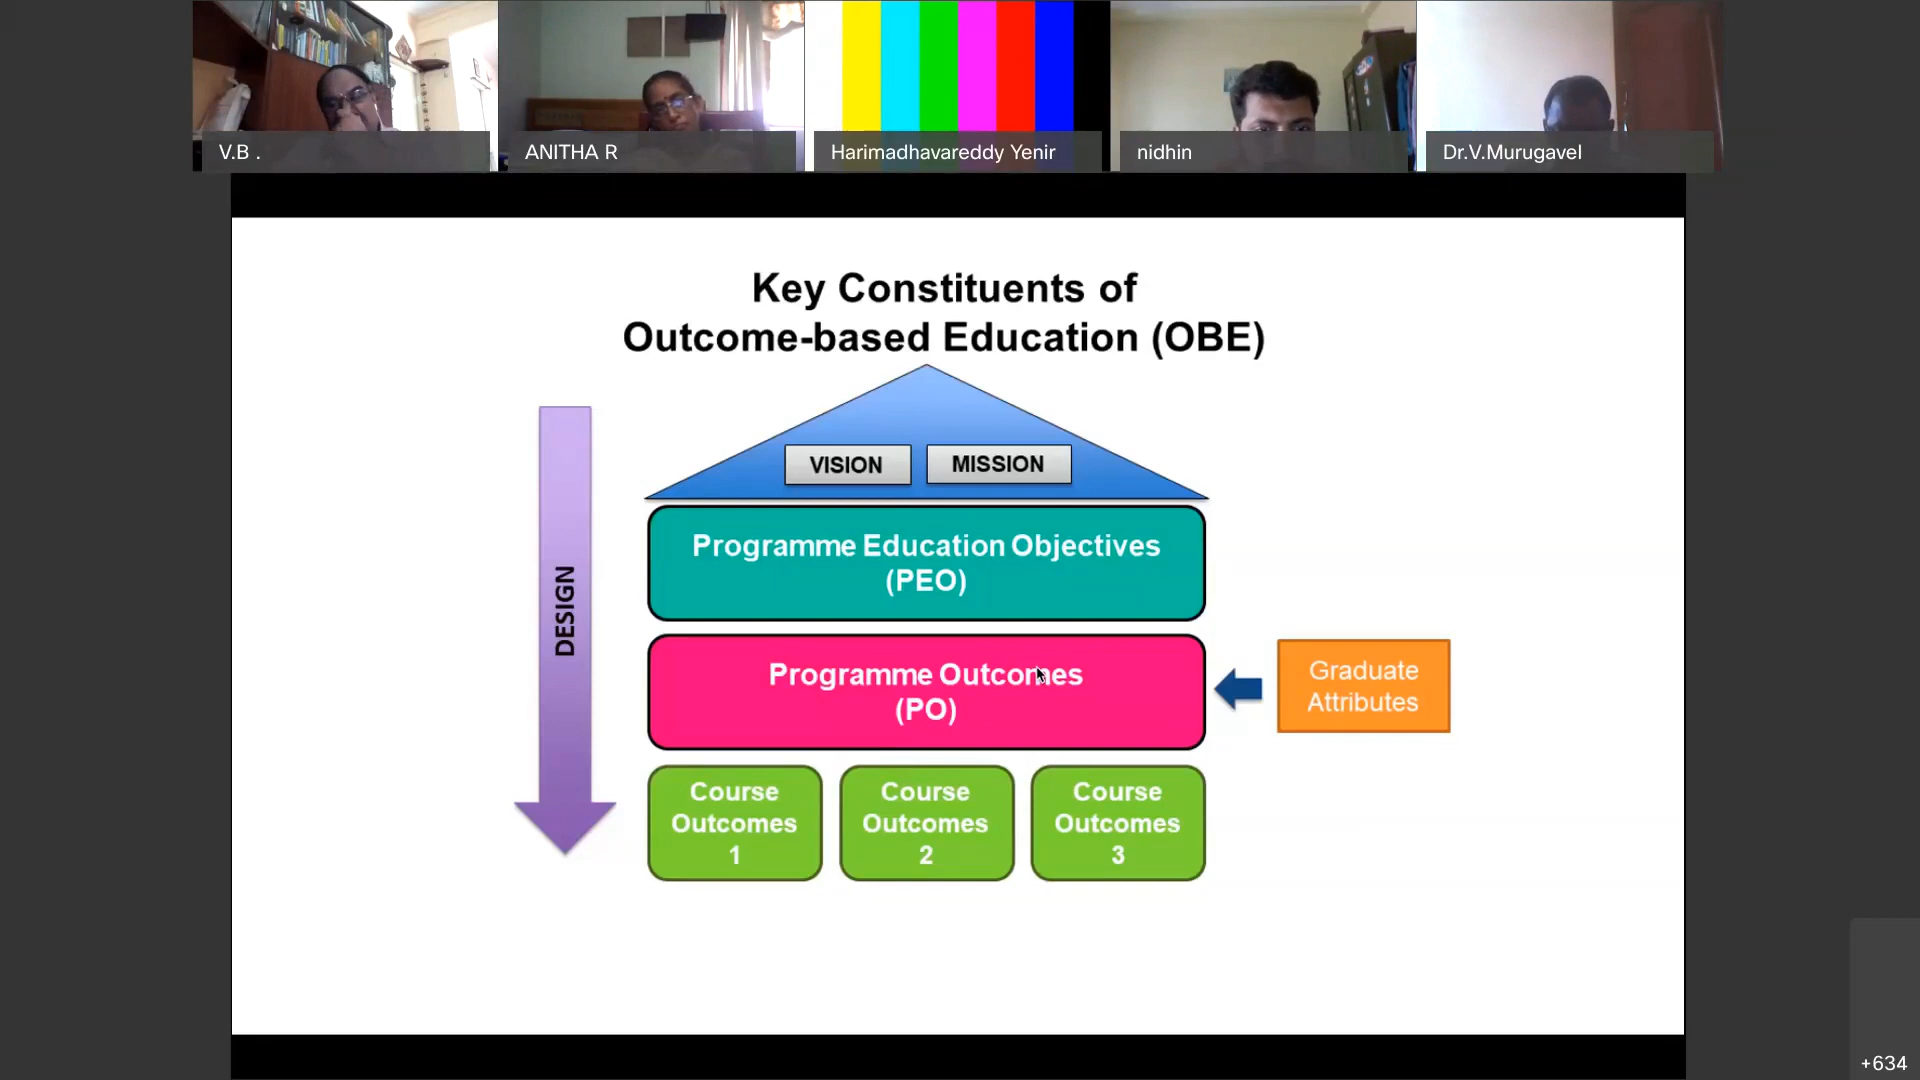 V.B .
ANITHA R
Harimadhavareddy Yenir
nidhin
Dr.V.Murugavel
Key Constituents of
Outcome-based Education (OBE)
VISION
MISSION
DESIGN
Programme Education Objectives
(PEO)
Programme Outcomes
(PO)
Graduate
Attributes
Course
Outcomes
1
Course
Outcomes
2
Course
Outcomes
3
+634